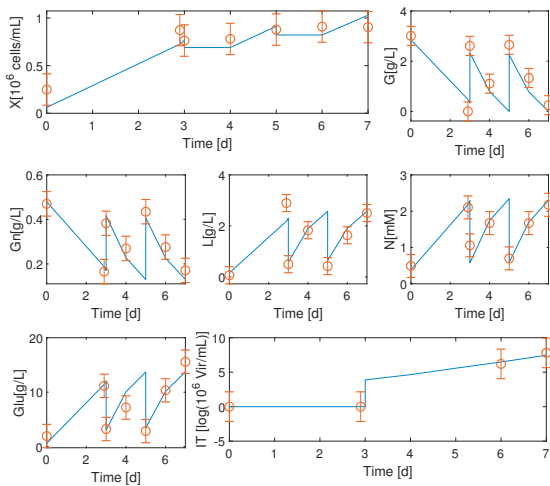 X[10⁶ cells/mL]
1
0.5
0
0 1 2 3 4 5 6 7
Time [d]
G[g/L]
4
2
0
0 2 4 6
Time [d]
Gn[g/L]
0.6
0.4
0.2
0 2 4 6
Time [d]
L[g/L]
4
2
0
0 2 4 6
Time [d]
N[mM]
3
2
1
0
0 2 4 6
Time [d]
Glu[g/L]
20
10
0
0 2 4 6
Time [d]
IT [log(10⁶ Vir/mL)]
10
5
0
-5
0 1 2 3 4 5 6 7
Time [d]